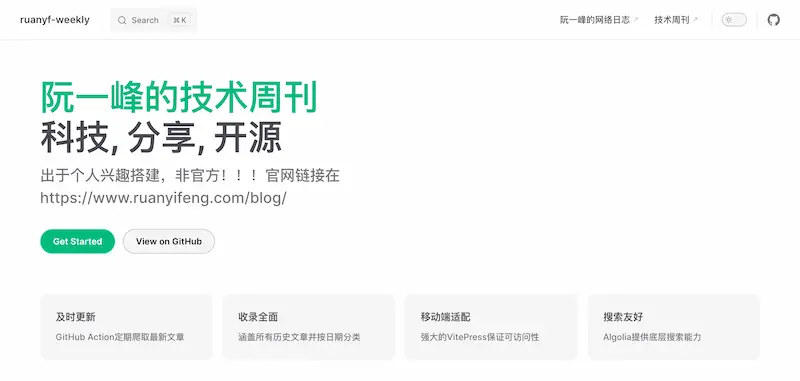 ruanyf-weekly
Search ⌘ K
阮一峰的网络日志 ↗
技术周刊 ↗
阮一峰的技术周刊
科技, 分享, 开源
出于个人兴趣搭建，非官方！！！官网链接在
https://www.ruanyifeng.com/blog/
Get Started
View on GitHub
及时更新
GitHub Action定期爬取最新文章
收录全面
涵盖所有历史文章并按日期分类
移动端适配
强大的VitePress保证可访问性
搜索友好
Algolia提供底层搜索能力